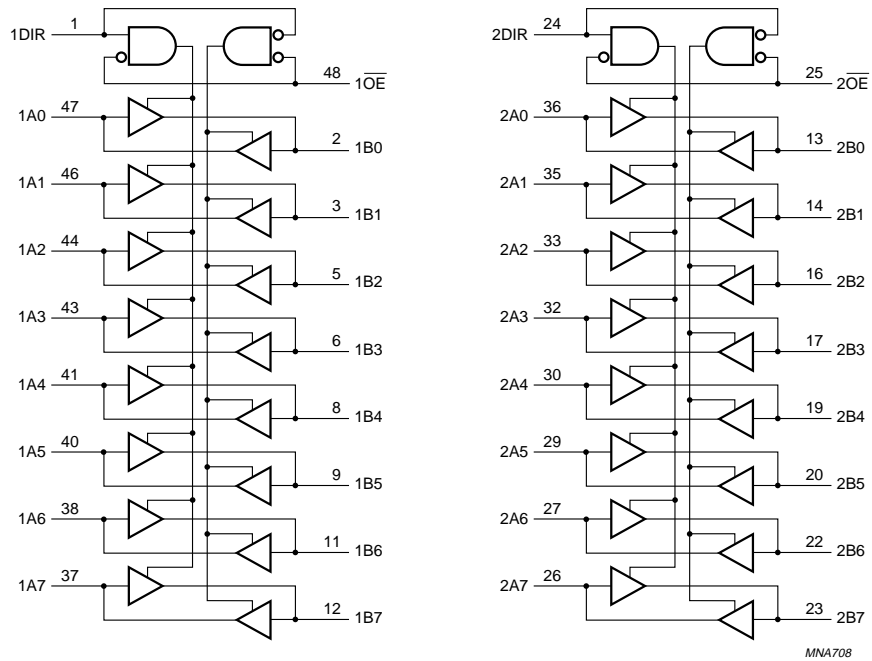 1DIR 1
48 1O̅E̅
1A0 47
2 1B0
1A1 46
3 1B1
1A2 44
5 1B2
1A3 43
6 1B3
1A4 41
8 1B4
1A5 40
9 1B5
1A6 38
11 1B6
1A7 37
12 1B7
2DIR 24
25 2O̅E̅
2A0 36
13 2B0
2A1 35
14 2B1
2A2 33
16 2B2
2A3 32
17 2B3
2A4 30
19 2B4
2A5 29
20 2B5
2A6 27
22 2B6
2A7 26
23 2B7
MNA708